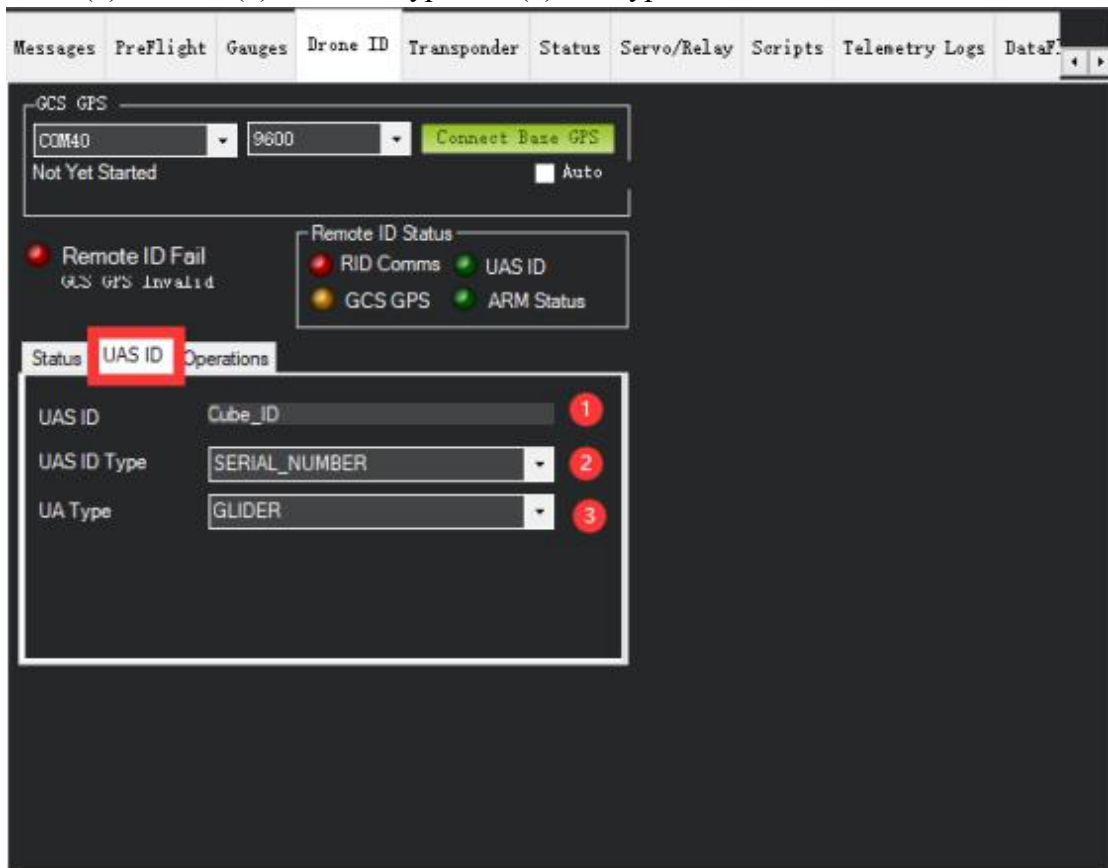 Messages PreFlight Gauges Drone ID Transponder Status Servo/Relay Scripts Telemetry Logs
GCS GPS
COM40 9600 Connect Base GPS
Not Yet Started Auto
Remote ID Status
Remote ID Fail RID Comms UAS ID
GCS GPS Invalid GCS GPS ARM Status
Status UAS ID Operations
UAS ID Cube_ID 1
UAS ID Type SERIAL_NUMBER 2
UA Type GLIDER 3